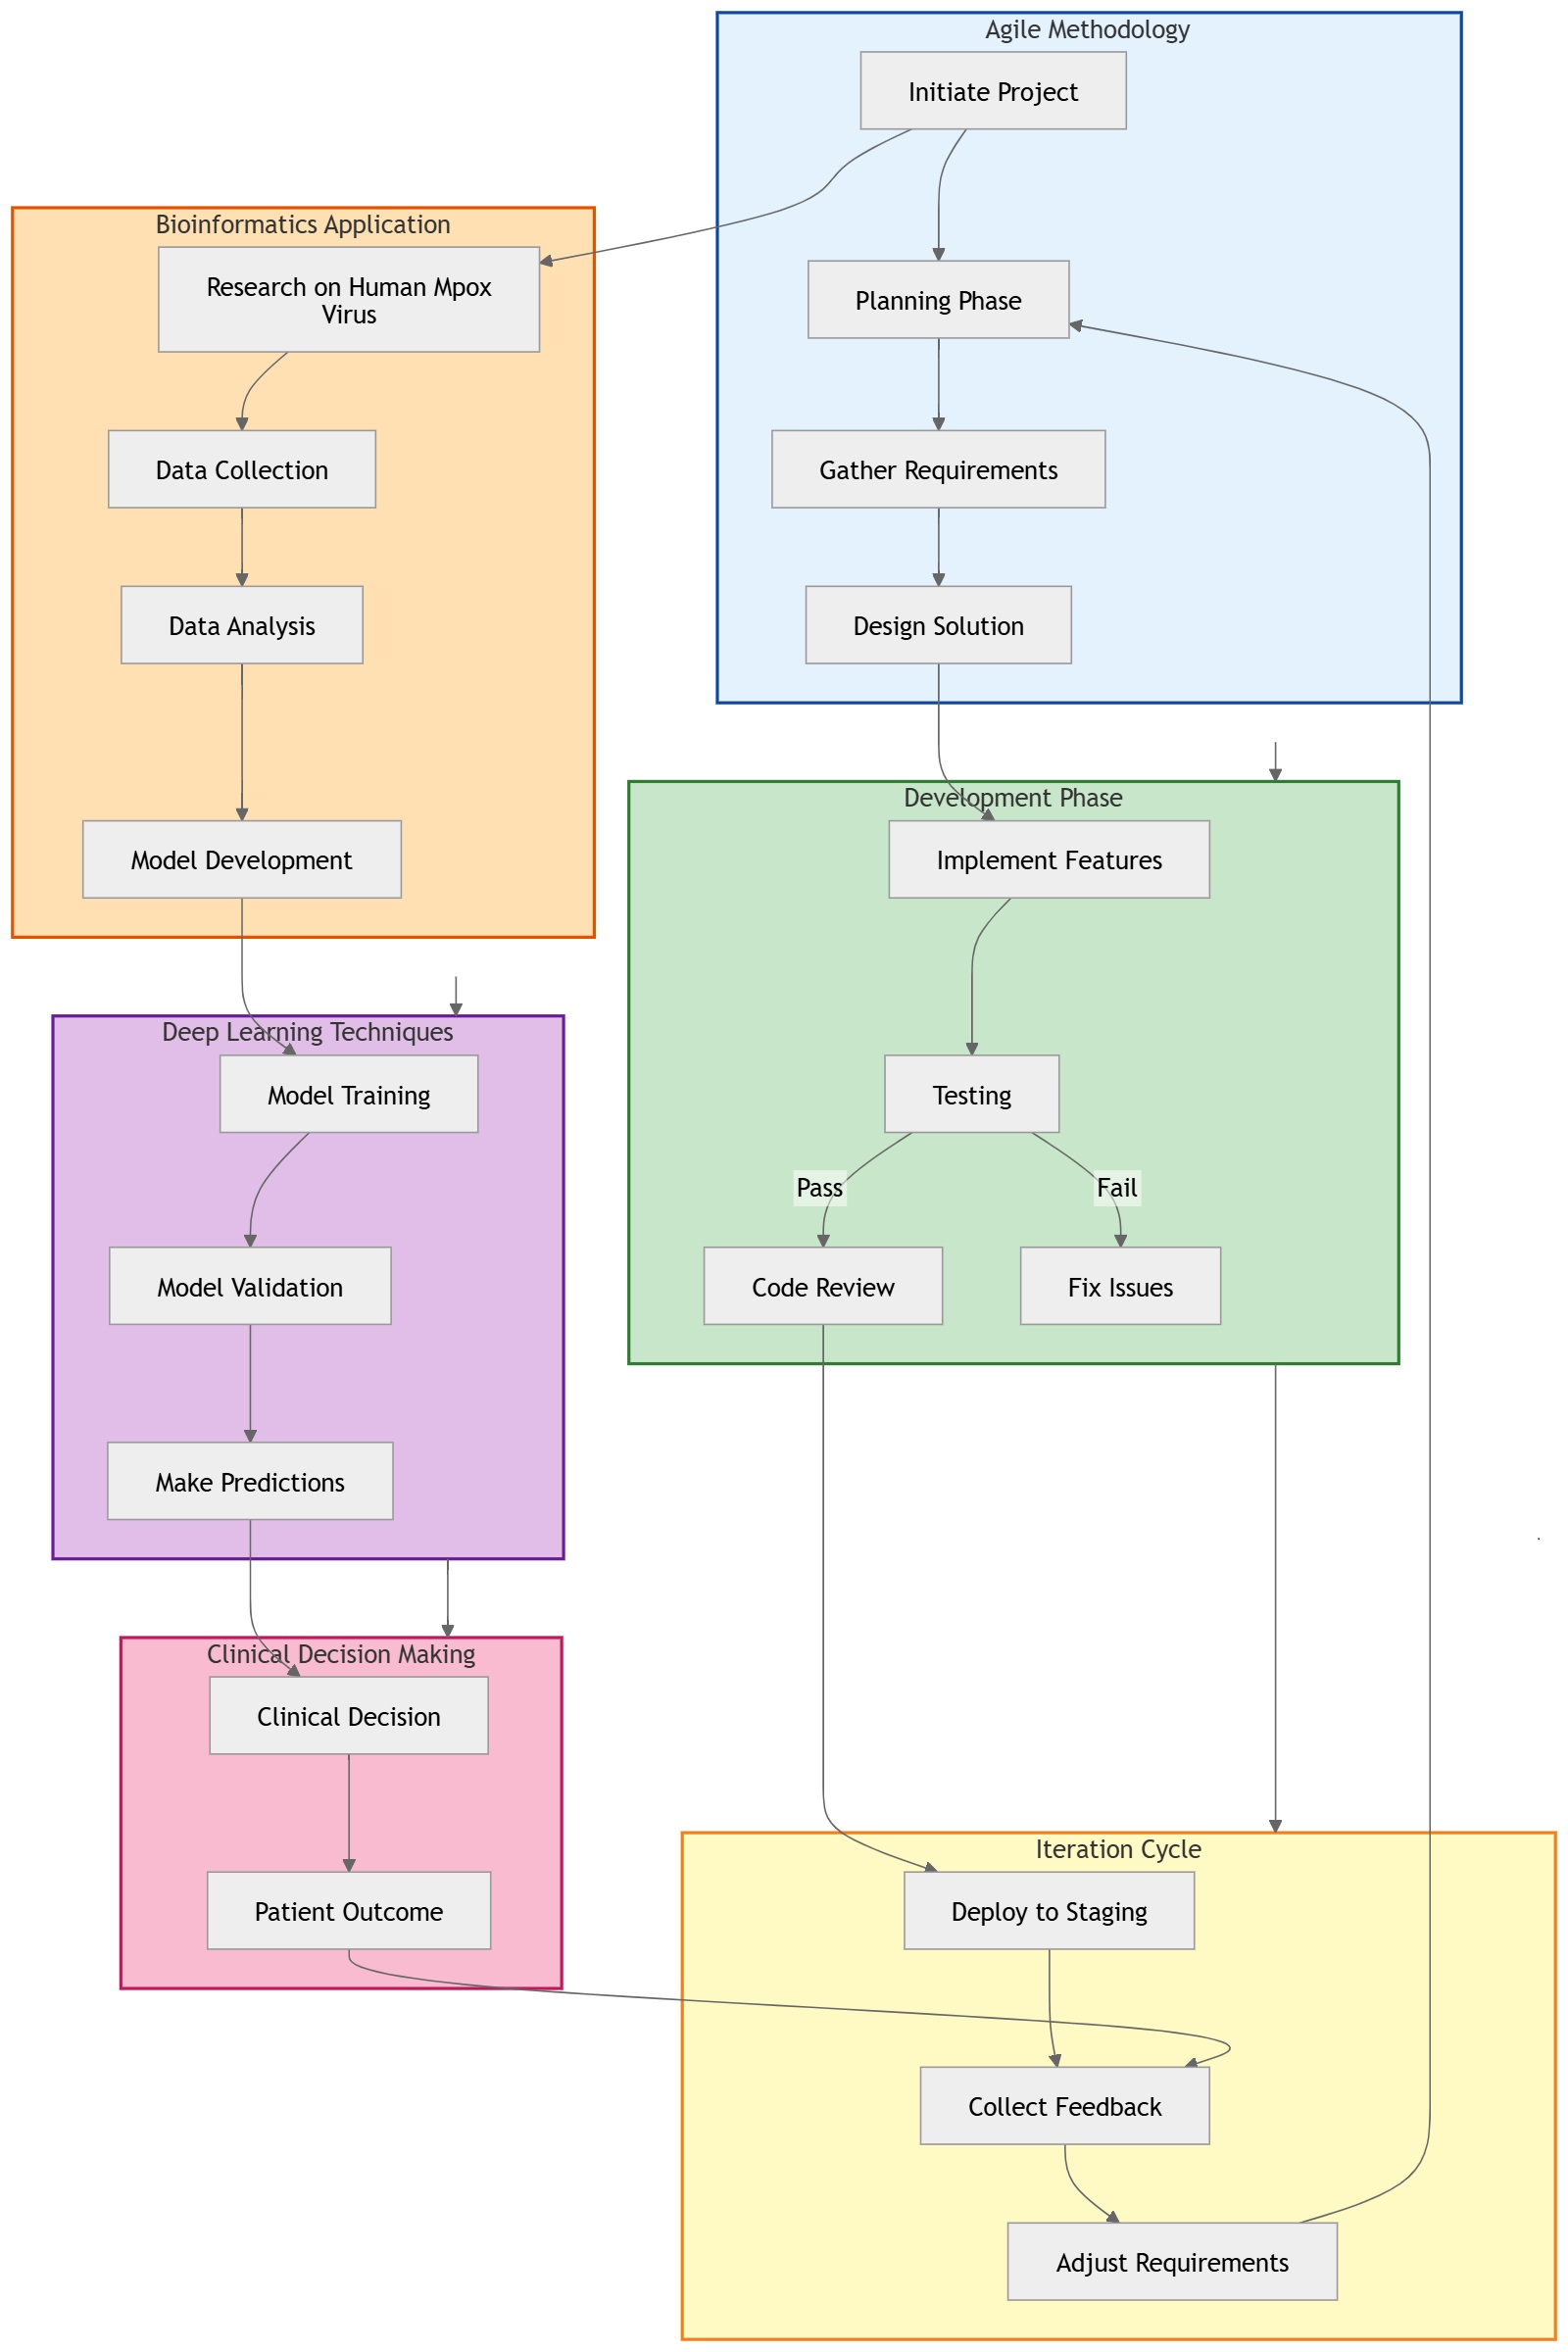 Agile Methodology
Initiate Project
Planning Phase
Gather Requirements
Design Solution
Bioinformatics Application
Research on Human Mpox
Virus
Data Collection
Data Analysis
Model Development
Development Phase
Implement Features
Testing
Pass
Fail
Code Review
Fix Issues
Deep Learning Techniques
Model Training
Model Validation
Make Predictions
Clinical Decision Making
Clinical Decision
Patient Outcome
Iteration Cycle
Deploy to Staging
Collect Feedback
Adjust Requirements